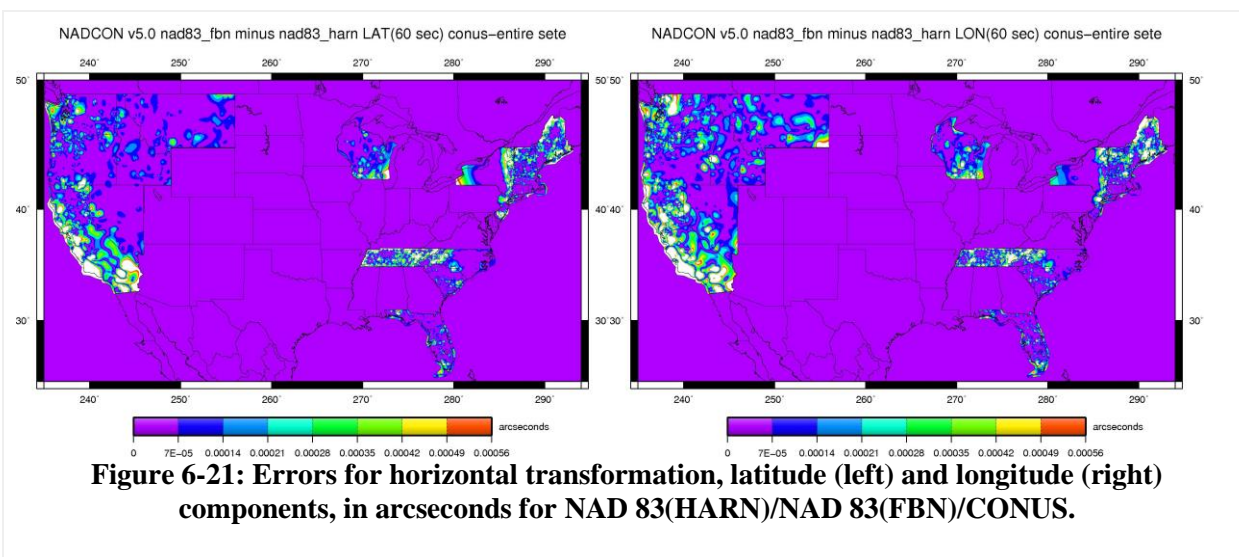 NADCON v5.0 nad83_fbn minus nad83_harn LAT(60 sec) conus-entire sete
240˚ 250˚ 260˚ 270˚ 280˚ 290˚
50˚
40˚
30˚
240˚ 250˚ 260˚ 270˚ 280˚ 290˚
arcseconds
0 7E-05 0.00014 0.00021 0.00028 0.00035 0.00042 0.00049 0.00056
NADCON v5.0 nad83_fbn minus nad83_harn LON(60 sec) conus-entire sete
240˚ 250˚ 260˚ 270˚ 280˚ 290˚
50˚ 50˚
40˚ 40˚
30˚ 30˚
240˚ 250˚ 260˚ 270˚ 280˚ 290˚
arcseconds
0 7E-05 0.00014 0.00021 0.00028 0.00035 0.00042 0.00049 0.00056
Figure 6-21: Errors for horizontal transformation, latitude (left) and longitude (right)
components, in arcseconds for NAD 83(HARN)/NAD 83(FBN)/CONUS.